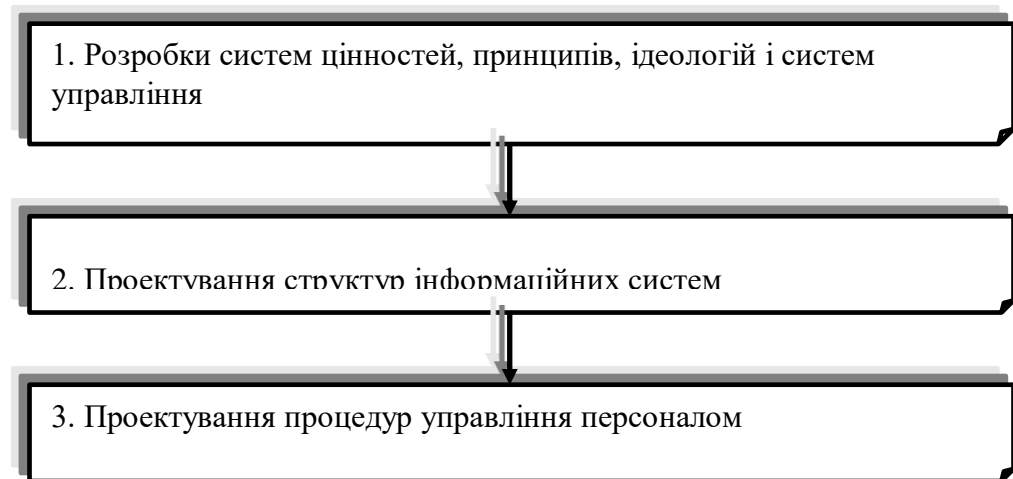 1. Розробки систем цінностей, принципів, ідеологій і систем
управління
2. Проектування структур інформаційних систем
3. Проектування процедур управління персоналом